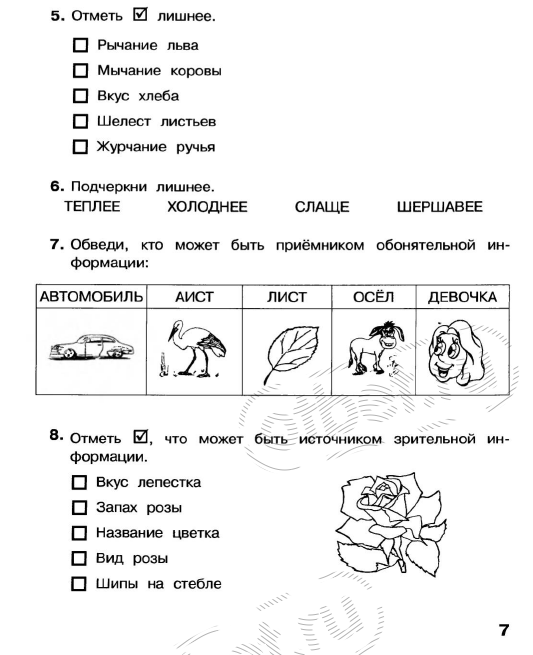 5. Отметь ☑ лишнее.
Рычание льва
Мычание коровы
Вкус хлеба
Шелест листьев
Журчание ручья
6. Подчеркни лишнее.
ТЕПЛЕЕ ХОЛОДНЕЕ СЛАЩЕ ШЕРШАВЕЕ
7. Обведи, кто может быть приёмником обонятельной ин-
формации:
АВТОМОБИЛЬ АИСТ ЛИСТ ОСЁЛ ДЕВОЧКА
8. Отметь ☑, что может быть источником зрительной ин-
формации.
Вкус лепестка
Запах розы
Название цветка
Вид розы
Шипы на стебле
7